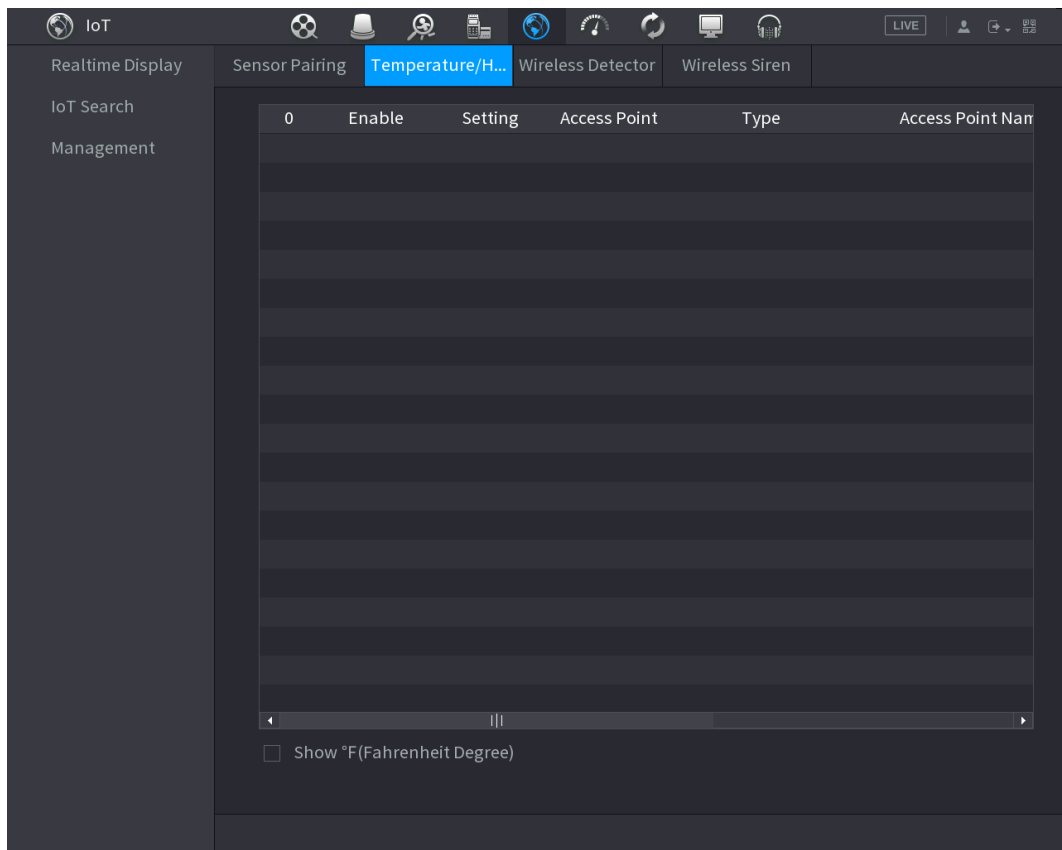 IoT LIVE
Realtime Display
IoT Search
Management
Sensor Pairing Temperature/H... Wireless Detector Wireless Siren
0 Enable Setting Access Point Type Access Point Nam
Show °F(Fahrenheit Degree)